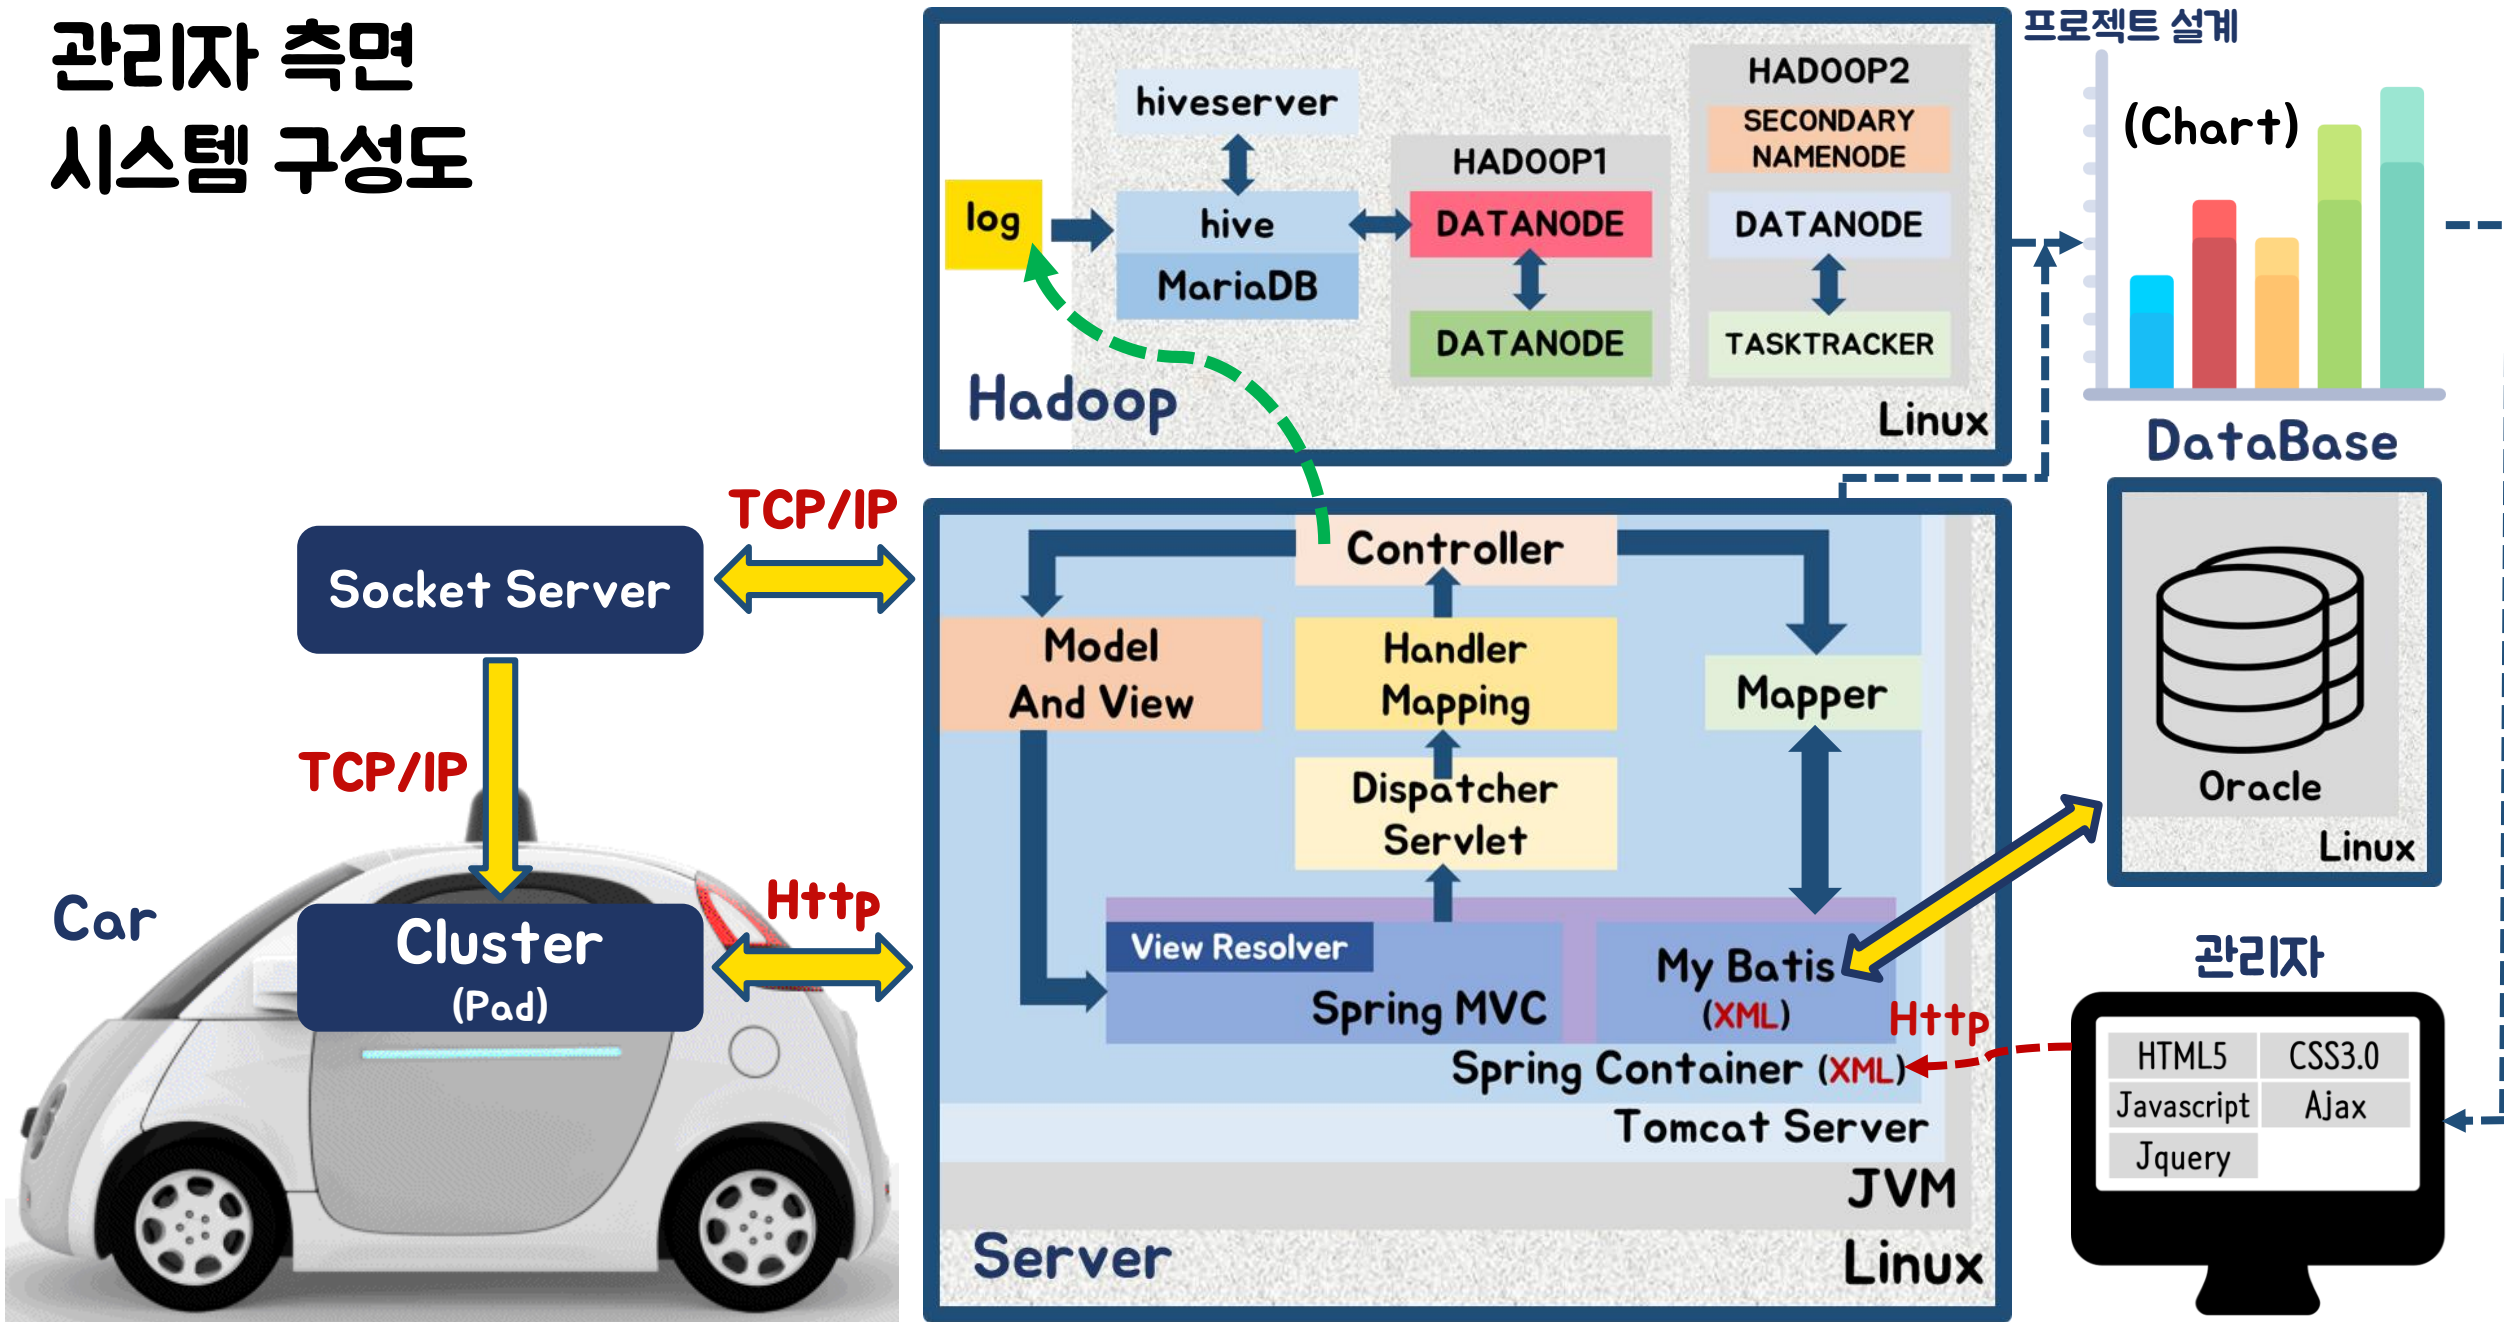 관리자 측면
시스템 구성도
프로젝트 설계
hiveserver
log
hive
MariaDB
HADOOP1
DATANODE
DATANODE
HADOOP2
SECONDARY
NAMENODE
DATANODE
TASKTRACKER
Hadoop
Linux
(Chart)
DataBase
Oracle
Linux
TCP/IP
Socket Server
TCP/IP
Car
Cluster
(Pad)
Http
Controller
Model
And View
Handler
Mapping
Mapper
Dispatcher
Servlet
View Resolver
Spring MVC
My Batis
(XML)
Spring Container (XML)
Tomcat Server
JVM
Server
Linux
Http
관리자
HTML5
CSS3.0
Javascript
Ajax
Jquery